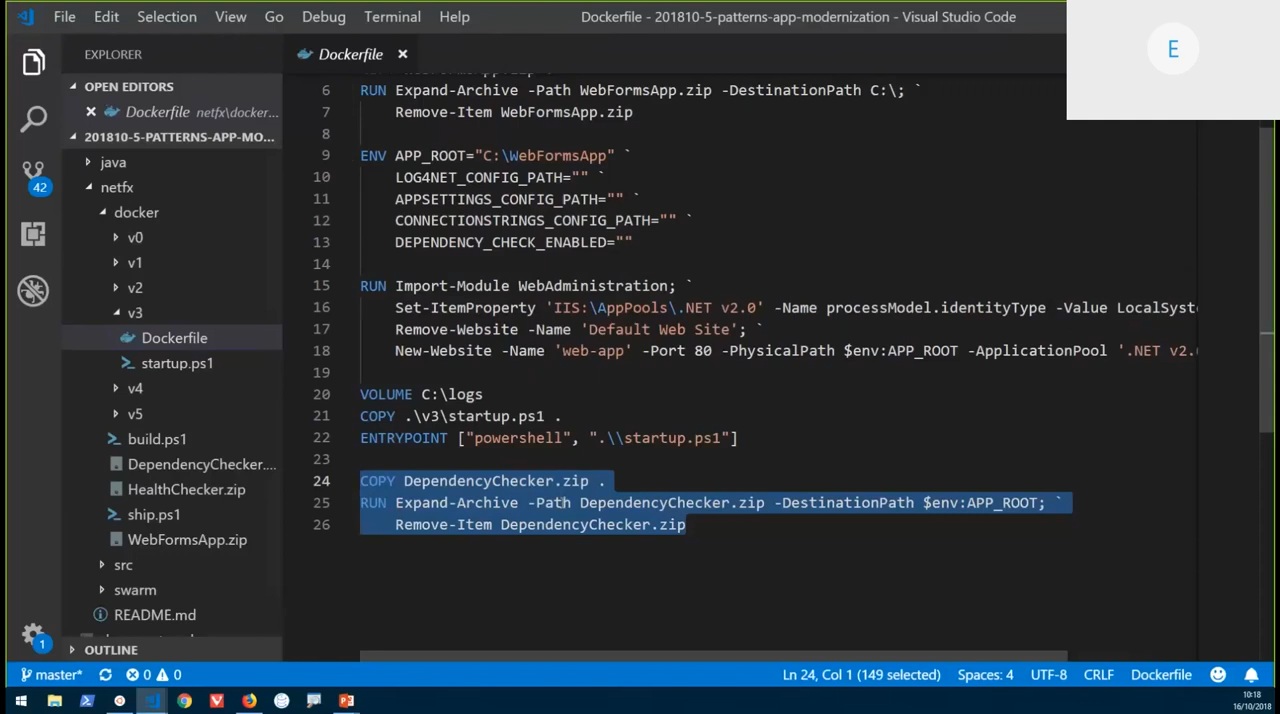 File Edit Selection View Go Debug Terminal Help
Dockerfile - 201810-5-patterns-app-modernization - Visual Studio Code
E
EXPLORER
OPEN EDITORS
Dockerfile netfx\docker...
201810-5-PATTERNS-APP-MO...
java
netfx
docker
v0
v1
v2
v3
Dockerfile
startup.ps1
v4
v5
build.ps1
DependencyChecker....
HealthChecker.zip
ship.ps1
WebFormsApp.zip
src
swarm
README.md
OUTLINE
42
1
Dockerfile
6 RUN Expand-Archive -Path WebFormsApp.zip -DestinationPath C:\; `
7 Remove-Item WebFormsApp.zip
8
9 ENV APP_ROOT="C:\WebFormsApp" `
10 LOG4NET_CONFIG_PATH="" `
11 APPSETTINGS_CONFIG_PATH="" `
12 CONNECTIONSTRINGS_CONFIG_PATH="" `
13 DEPENDENCY_CHECK_ENABLED=""
14
15 RUN Import-Module WebAdministration; `
16 Set-ItemProperty 'IIS:\AppPools\.NET v2.0' -Name processModel.identityType -Value LocalSyste
17 Remove-Website -Name 'Default Web Site'; `
18 New-Website -Name 'web-app' -Port 80 -PhysicalPath $env:APP_ROOT -ApplicationPool '.NET v2.
19
20 VOLUME C:\logs
21 COPY .\v3\startup.ps1 .
22 ENTRYPOINT ["powershell", ".\\startup.ps1"]
23
24 COPY DependencyChecker.zip .
25 RUN Expand-Archive -Path DependencyChecker.zip -DestinationPath $env:APP_ROOT; `
26 Remove-Item DependencyChecker.zip
master* 0 0
Ln 24, Col 1 (149 selected) Spaces: 4 UTF-8 CRLF Dockerfile
10:18
16/10/2018